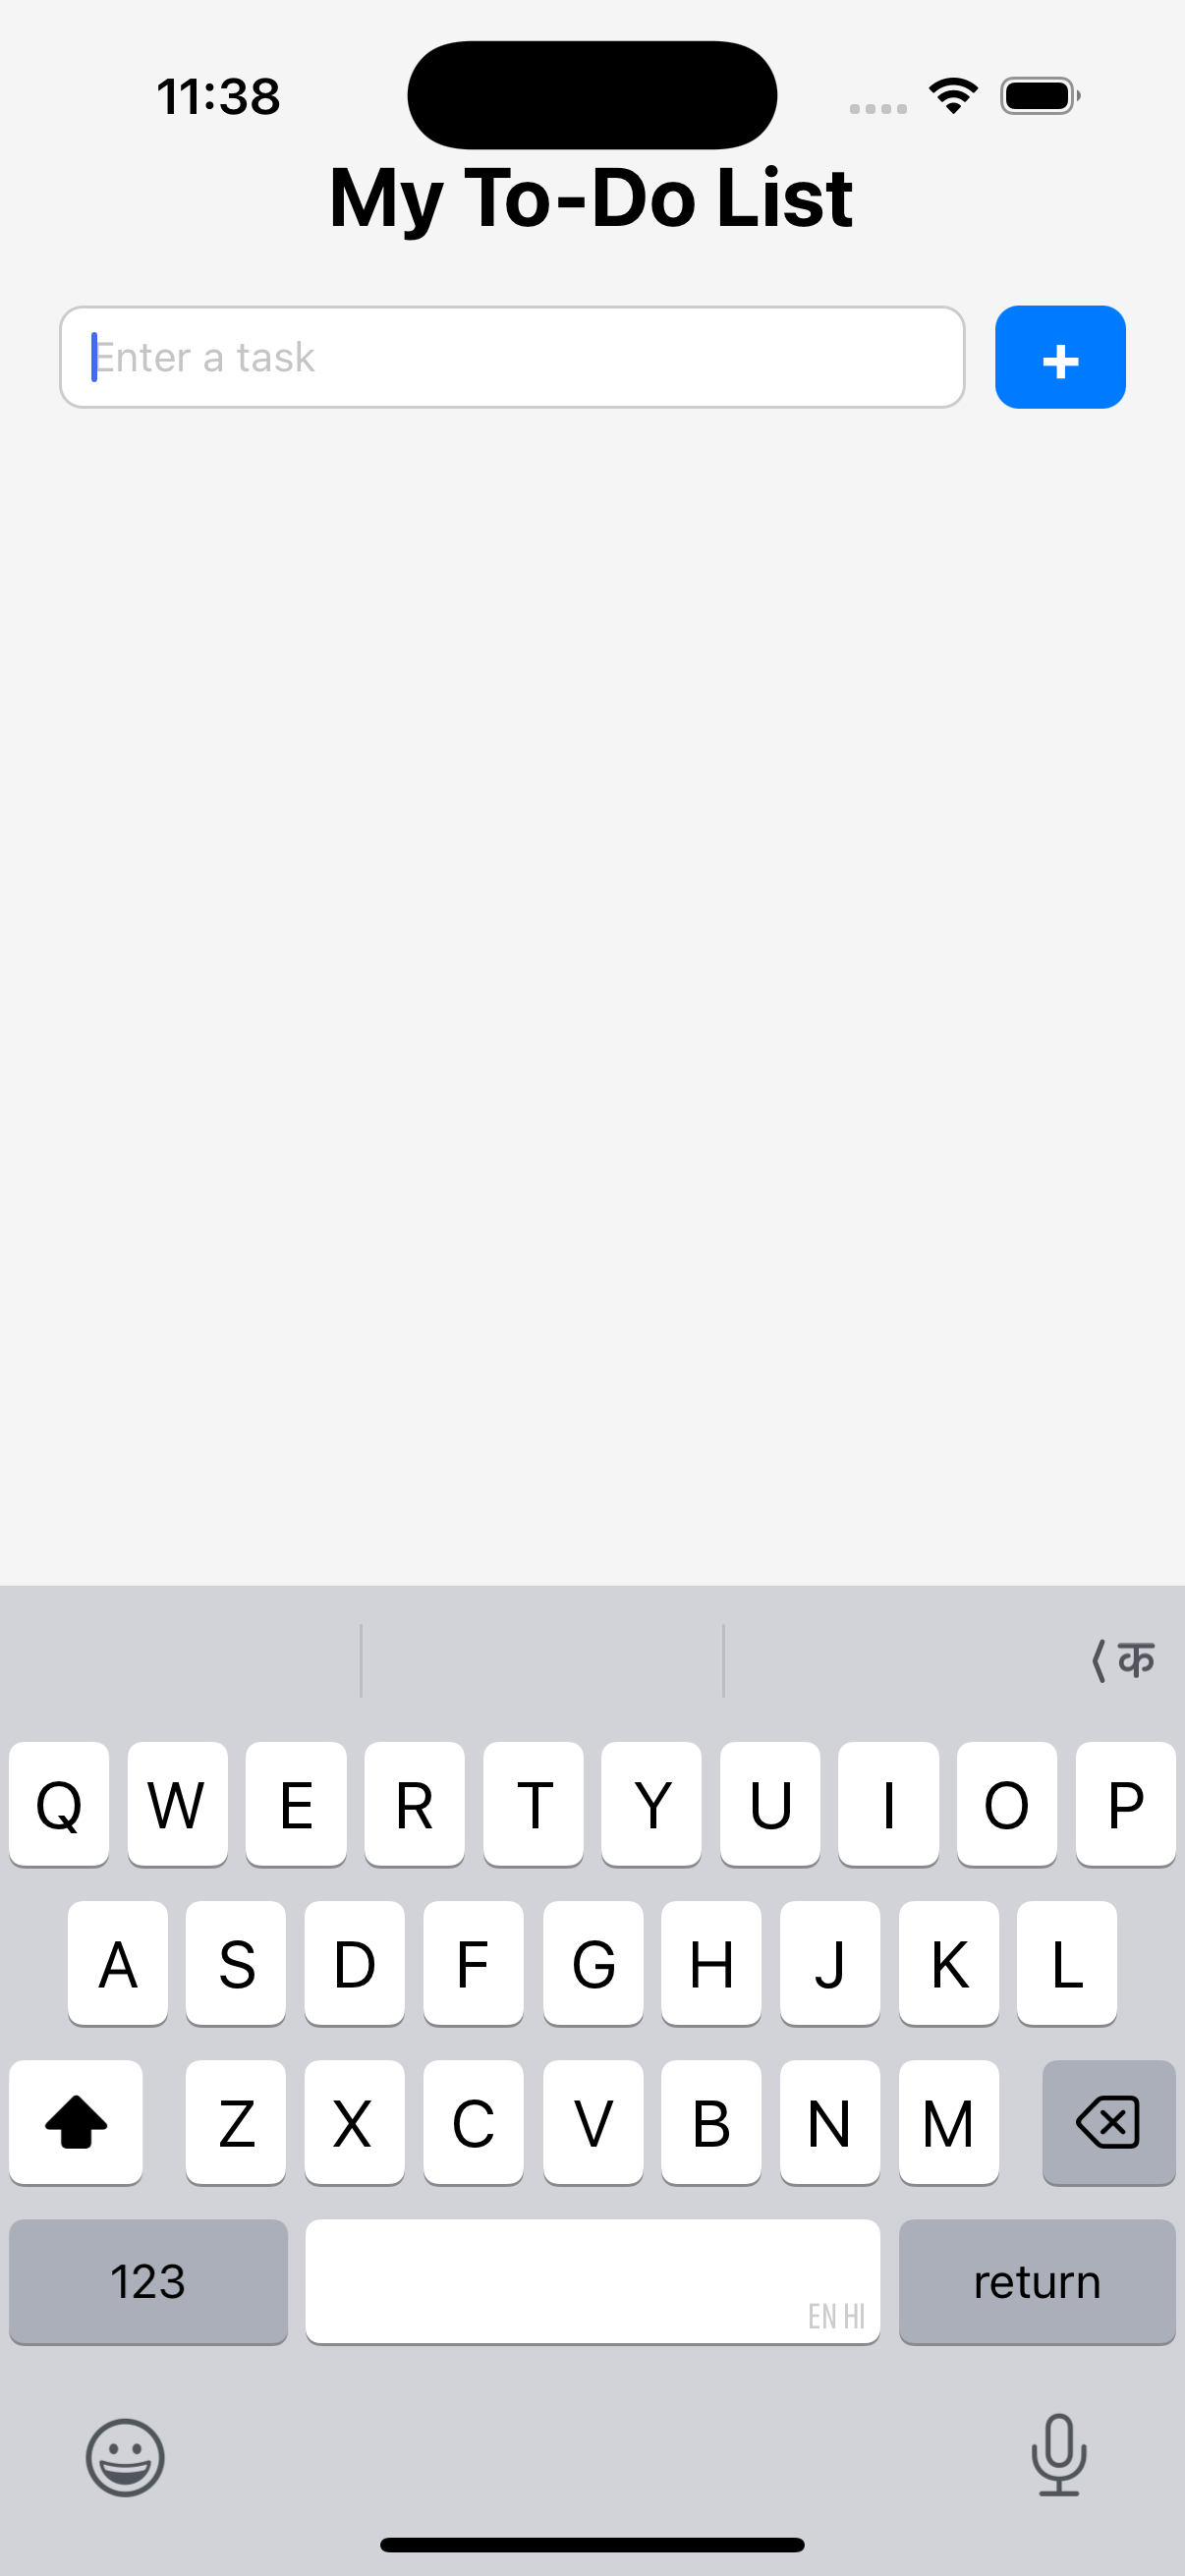 11:38
My To-Do List
Enter a task
+
क
Q W E R T Y U I O P
A S D F G H J K L
Z X C V B N M
123 EN HI return